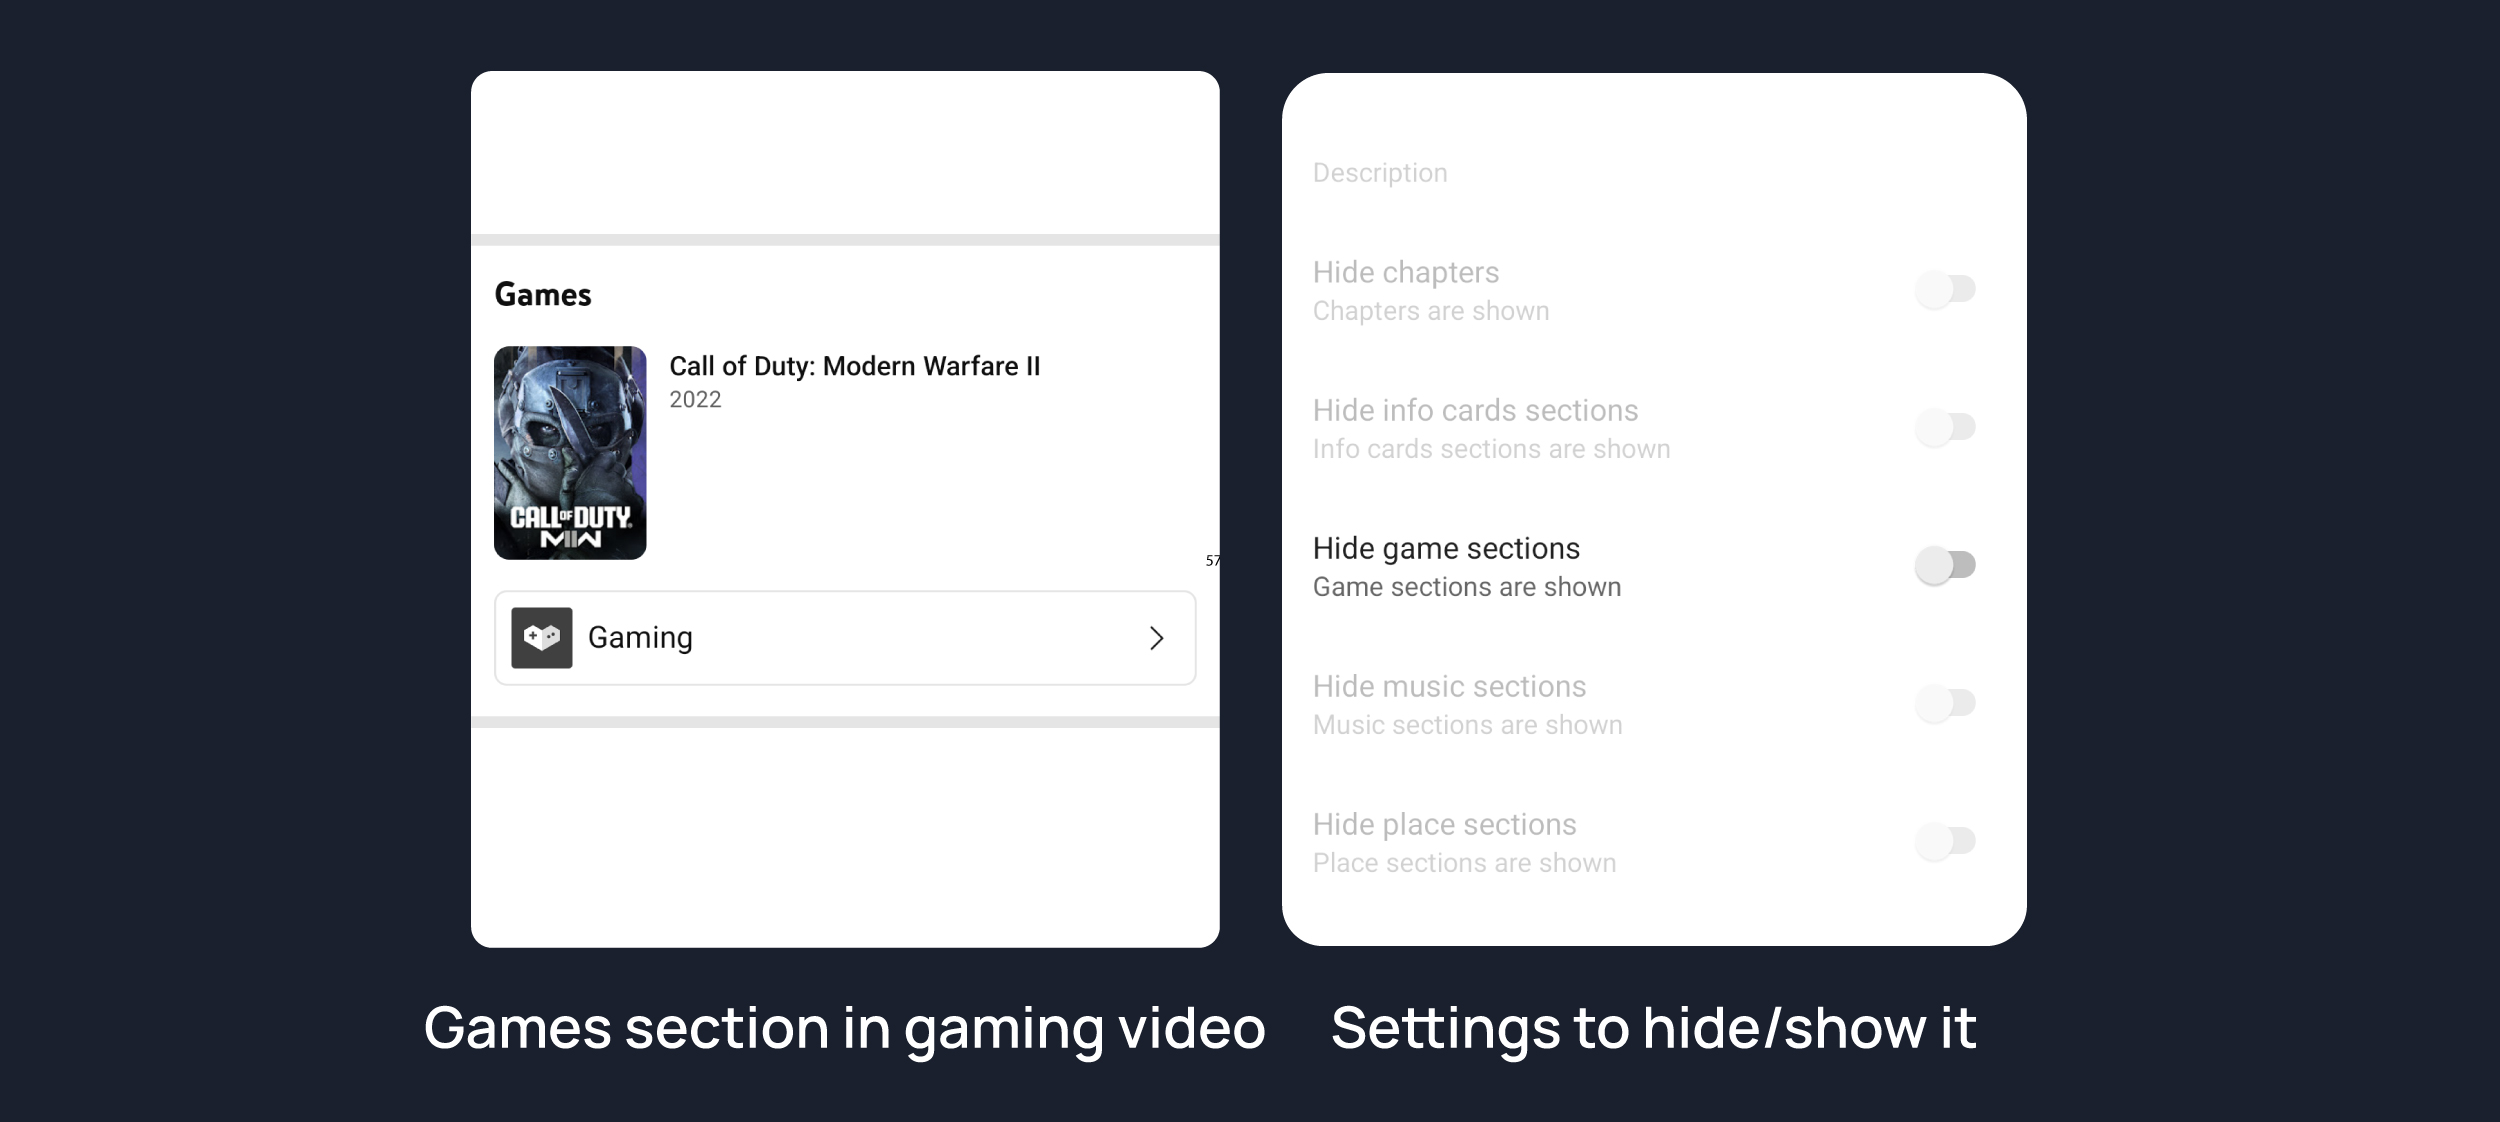 Games
Call of Duty: Modern Warfare II
2022
CALL OF DUTY
MWII
57
Gaming
Description
Hide chapters
Chapters are shown
Hide info cards sections
Info cards sections are shown
Hide game sections
Game sections are shown
Hide music sections
Music sections are shown
Hide place sections
Place sections are shown
Games section in gaming video
Settings to hide/show it